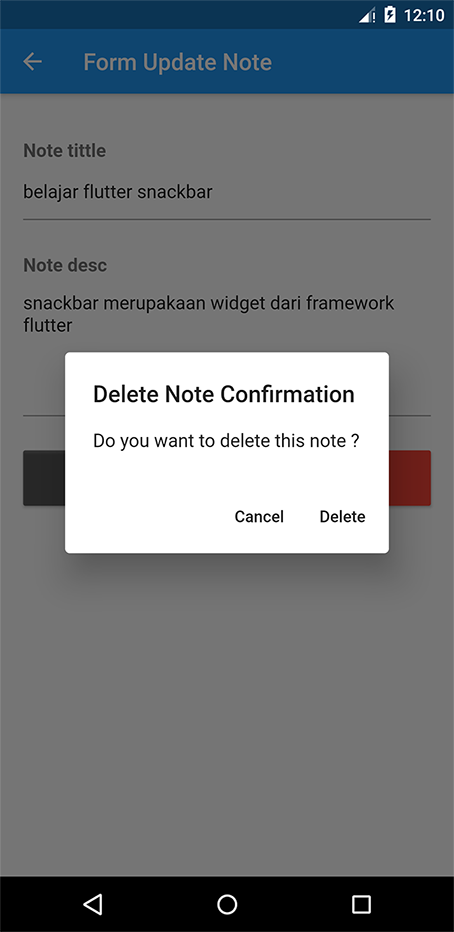 12:10
Form Update Note
Note tittle
belajar flutter snackbar
Note desc
snackbar merupakaan widget dari framework
flutter
Delete Note Confirmation
Do you want to delete this note ?
Cancel Delete